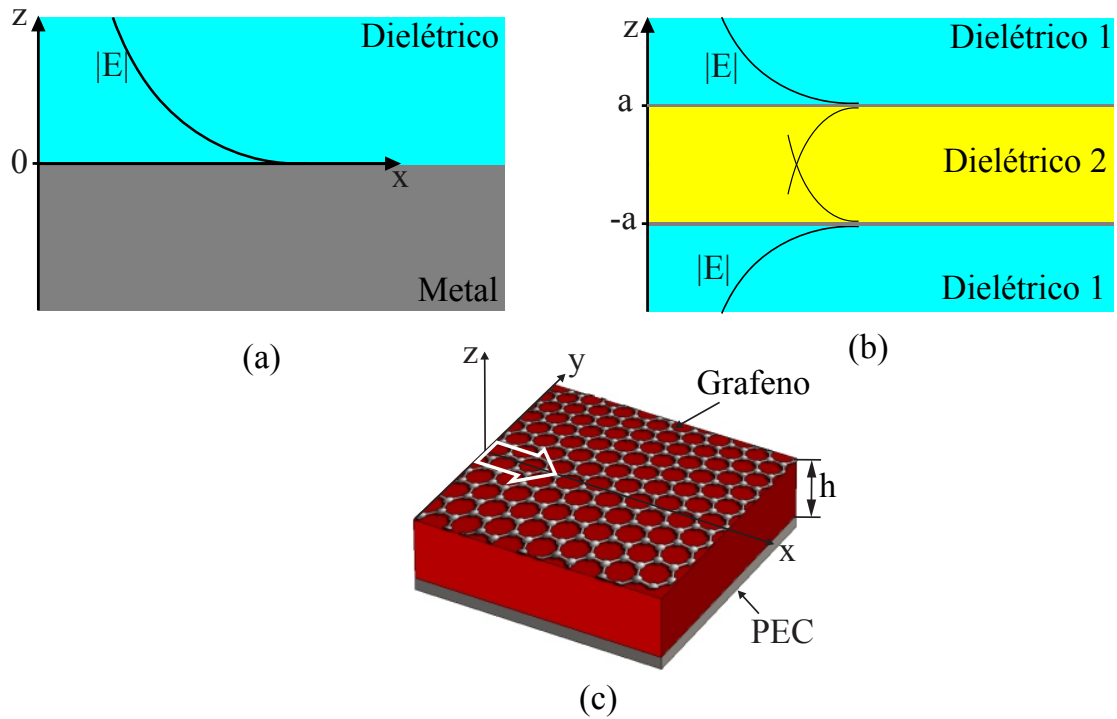 z
Dielétrico
|E|
0
x
Metal
(a)
z
Dielétrico 1
|E|
a
Dielétrico 2
-a
|E|
Dielétrico 1
(b)
z
y
Grafeno
h
x
PEC
(c)